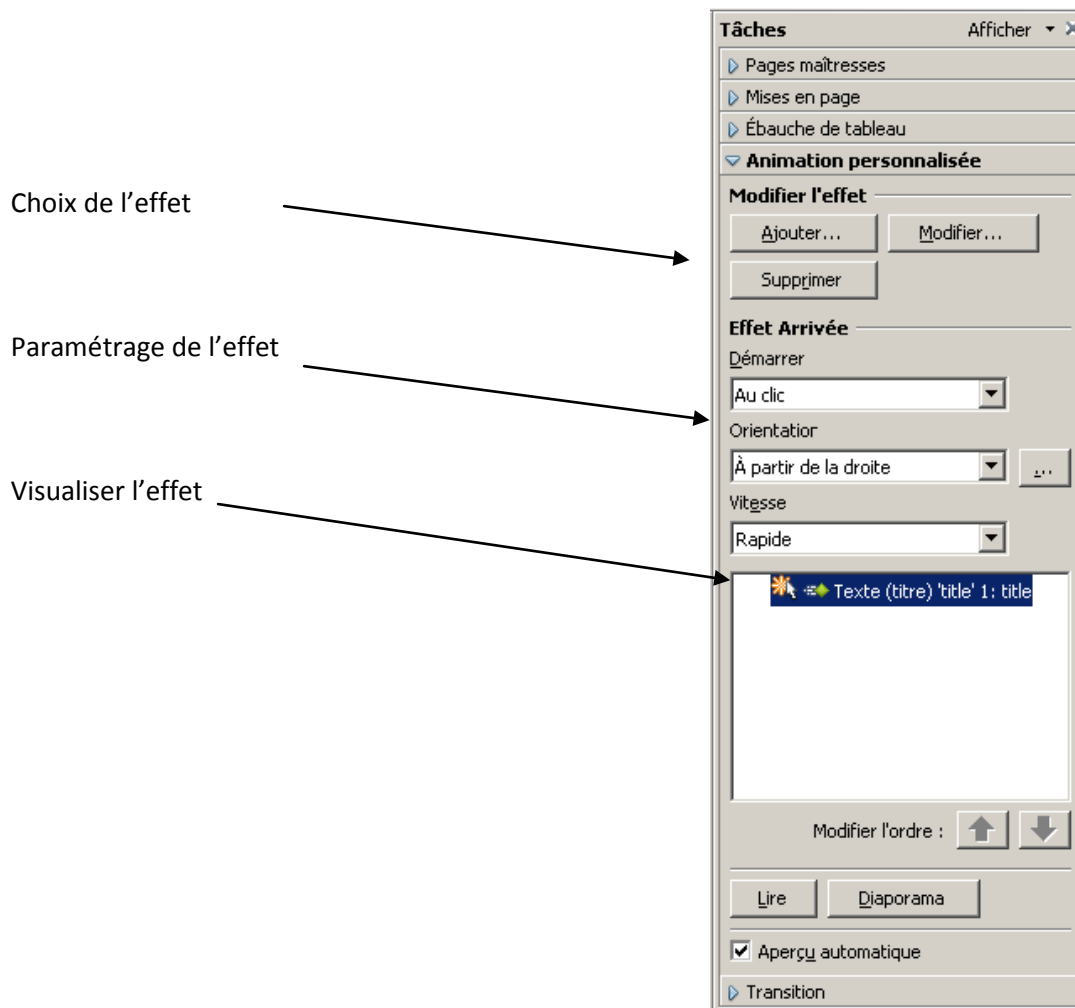 Tâches Afficher
Pages maîtresses
Mises en page
Ébauche de tableau
Animation personnalisée
Choix de l'effet
Modifier l'effet
Ajouter... Modifier...
Supprimer
Paramétrage de l'effet
Effet Arrivée
Démarrer
Au clic
Orientation
À partir de la droite ...
Visualiser l'effet
Vitesse
Rapide
Texte (titre) 'title' 1: title
Modifier l'ordre :
Lire Diaporama
Aperçu automatique
Transition